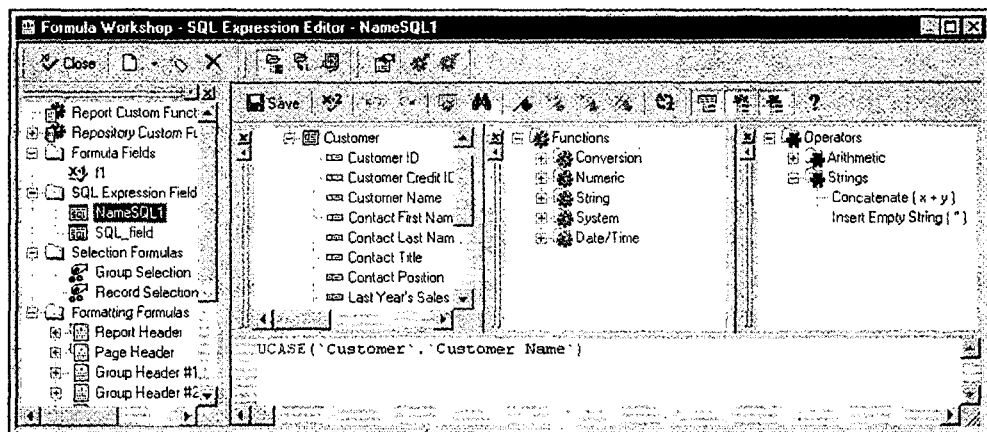 Formula Workshop - SQL Expression Editor - NameSQL1
Close
Save
Report Custom Funct
Repository Custom Fu
Formula Fields
f1
SQL Expression Field
NameSQL1
SQL_field
Selection Formulas
Group Selection
Record Selection
Formatting Formulas
Report Header
Page Header
Group Header #1
Group Header #2
Customer
Customer ID
Customer Credit IC
Customer Name
Contact First Nam
Contact Last Nam
Contact Title
Contact Position
Last Year's Sales
Functions
Conversion
Numeric
String
System
Date/Time
Operators
Arithmetic
Strings
Concatenate ( x + y )
Insert Empty String ( '' )
UCASE(`Customer`.`Customer Name`)